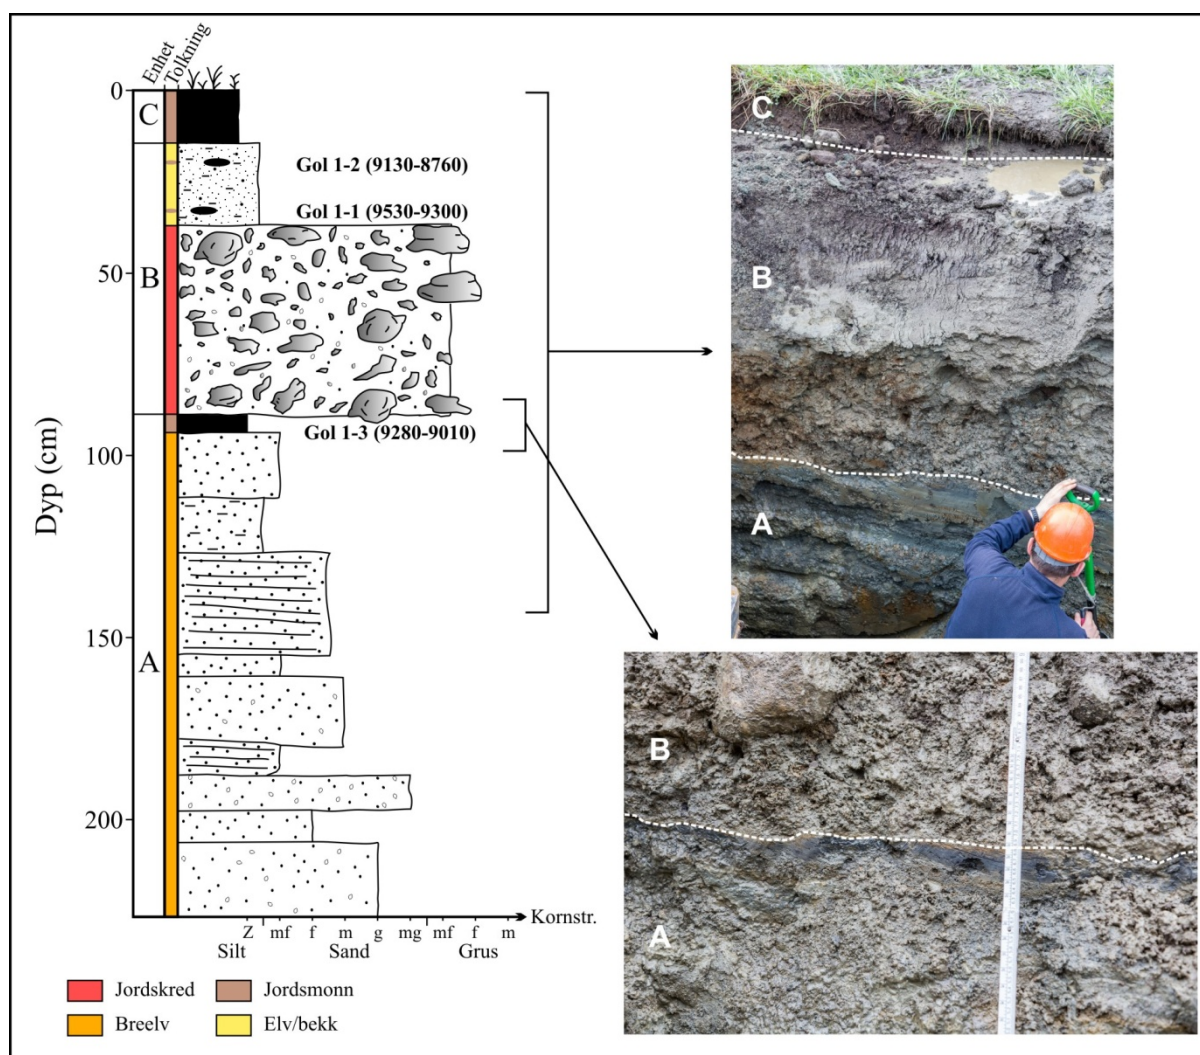 Enhet
Tolkning
0
50
100
150
200
Dyp (cm)
C
B
A
Gol 1-2 (9130-8760)
Gol 1-1 (9530-9300)
Gol 1-3 (9280-9010)
Z mf f m g mg mf f m
Silt Sand Grus
Kornstr.
Jordskred Jordsmonn
Breelv Elv/bekk
C
B
A
B
A